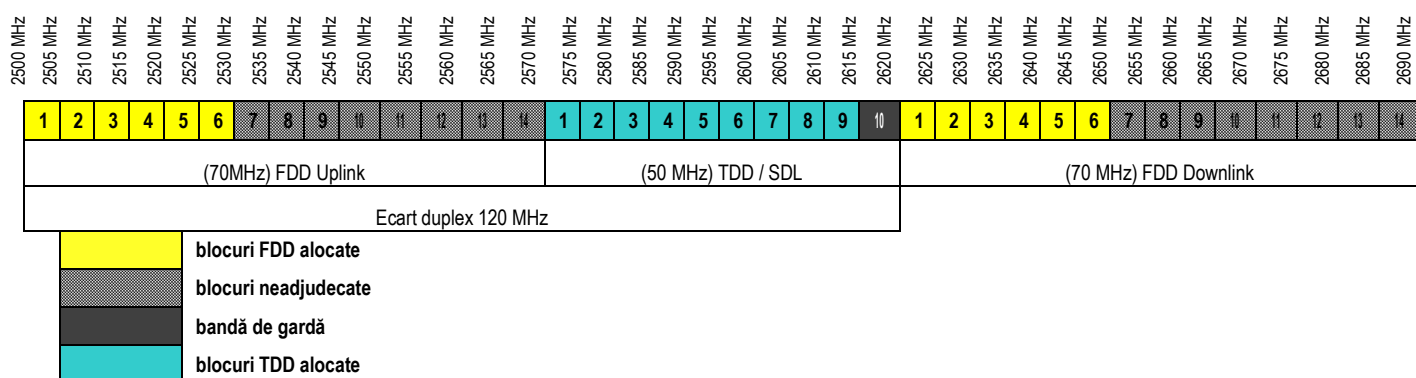 2500 MHz 2505 MHz 2510 MHz 2515 MHz 2520 MHz 2525 MHz 2530 MHz 2535 MHz 2540 MHz 2545 MHz 2550 MHz 2555 MHz 2560 MHz 2565 MHz 2570 MHz 2575 MHz 2580 MHz 2585 MHz 2590 MHz 2595 MHz 2600 MHz 2605 MHz 2610 MHz 2615 MHz 2620 MHz 2625 MHz 2630 MHz 2635 MHz 2640 MHz 2645 MHz 2650 MHz 2655 MHz 2660 MHz 2665 MHz 2670 MHz 2675 MHz 2680 MHz 2685 MHz 2690 MHz
1 2 3 4 5 6 7 8 9 10 11 12 13 14 1 2 3 4 5 6 7 8 9 10 1 2 3 4 5 6 7 8 9 10 11 12 13 14
(70MHz) FDD Uplink (50 MHz) TDD / SDL (70 MHz) FDD Downlink
Ecart duplex 120 MHz
blocuri FDD alocate
blocuri neadjudecate
bandă de gardă
blocuri TDD alocate